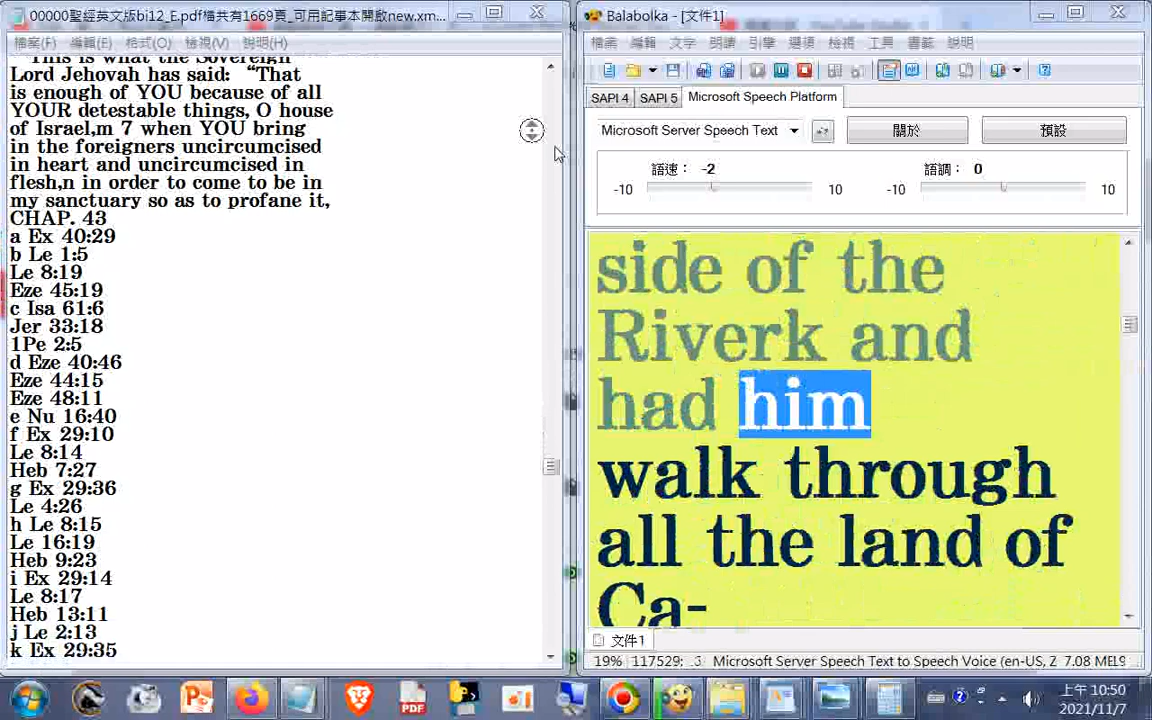 00000聖經英文版bi12_E.pdf檔共有1669頁_可用記事本開啟new.xm...
檔案(F) 編輯(E) 格式(O) 檢視(V) 說明(H)
"This is what the Sovereign
Lord Jehovah has said: “That
is enough of YOU because of all
YOUR detestable things, O house
of Israel,m 7 when YOU bring
in the foreigners uncircumcised
in heart and uncircumcised in
flesh,n in order to come to be in
my sanctuary so as to profane it,
CHAP. 43
a Ex 40:29
b Le 1:5
Le 8:19
Eze 45:19
c Isa 61:6
Jer 33:18
1Pe 2:5
d Eze 40:46
Eze 44:15
Eze 48:11
e Nu 16:40
f Ex 29:10
Le 8:14
Heb 7:27
g Ex 29:36
Le 4:26
h Le 8:15
Le 16:19
Heb 9:23
i Ex 29:14
Le 8:17
Heb 13:11
j Le 2:13
k Ex 29:35
Balabolka - [文件1]
檔案 編輯 文字 朗讀 引擎 選項 檢視 工具 書籤 說明
SAPI 4 SAPI 5 Microsoft Speech Platform
Microsoft Server Speech Text 關於 預設
語速： -2 語調： 0
-10 10 -10 10
side of the
Riverk and
had him
walk through
all the land of
Ca-
文件1
19% 117529: .3 Microsoft Server Speech Text to Speech Voice (en-US, Z 7.08 ME
PDF
上午 10:50
2021/11/7